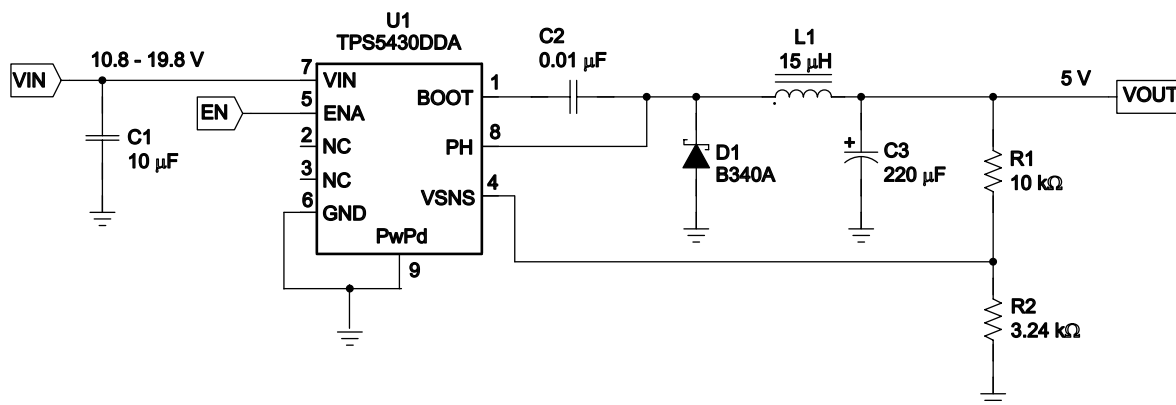 U1
TPS5430DDA
VIN
10.8 - 19.8 V
C1
10 μF
EN
7
5
2
3
6
VIN
ENA
NC
NC
GND
BOOT
PH
VSNS
PwPd
9
1
8
4
C2
0.01 μF
D1
B340A
L1
15 μH
+
C3
220 μF
5 V
VOUT
R1
10 kΩ
R2
3.24 kΩ